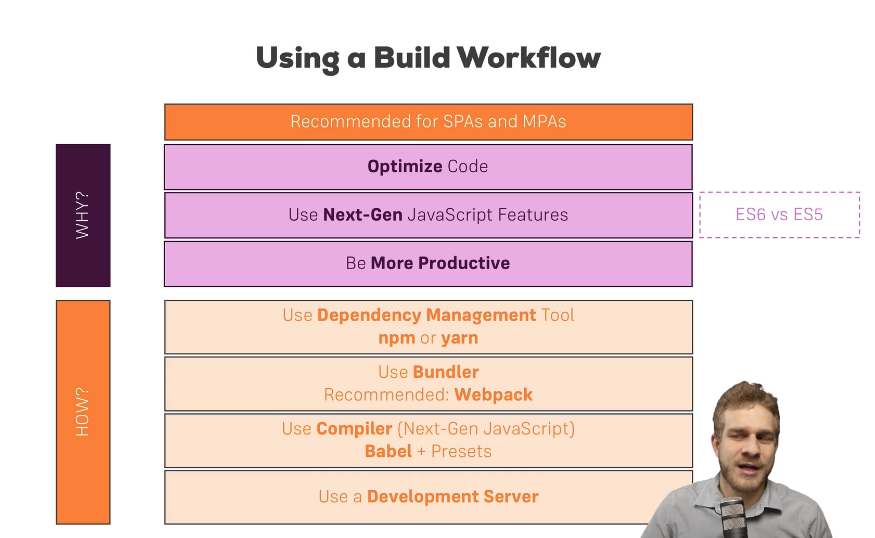 Using a Build Workflow
Recommended for SPAs and MPAs
WHY?
Optimize Code
Use Next-Gen JavaScript Features
ES6 vs ES5
Be More Productive
HOW?
Use Dependency Management Tool
npm or yarn
Use Bundler
Recommended: Webpack
Use Compiler (Next-Gen JavaScript)
Babel + Presets
Use a Development Server